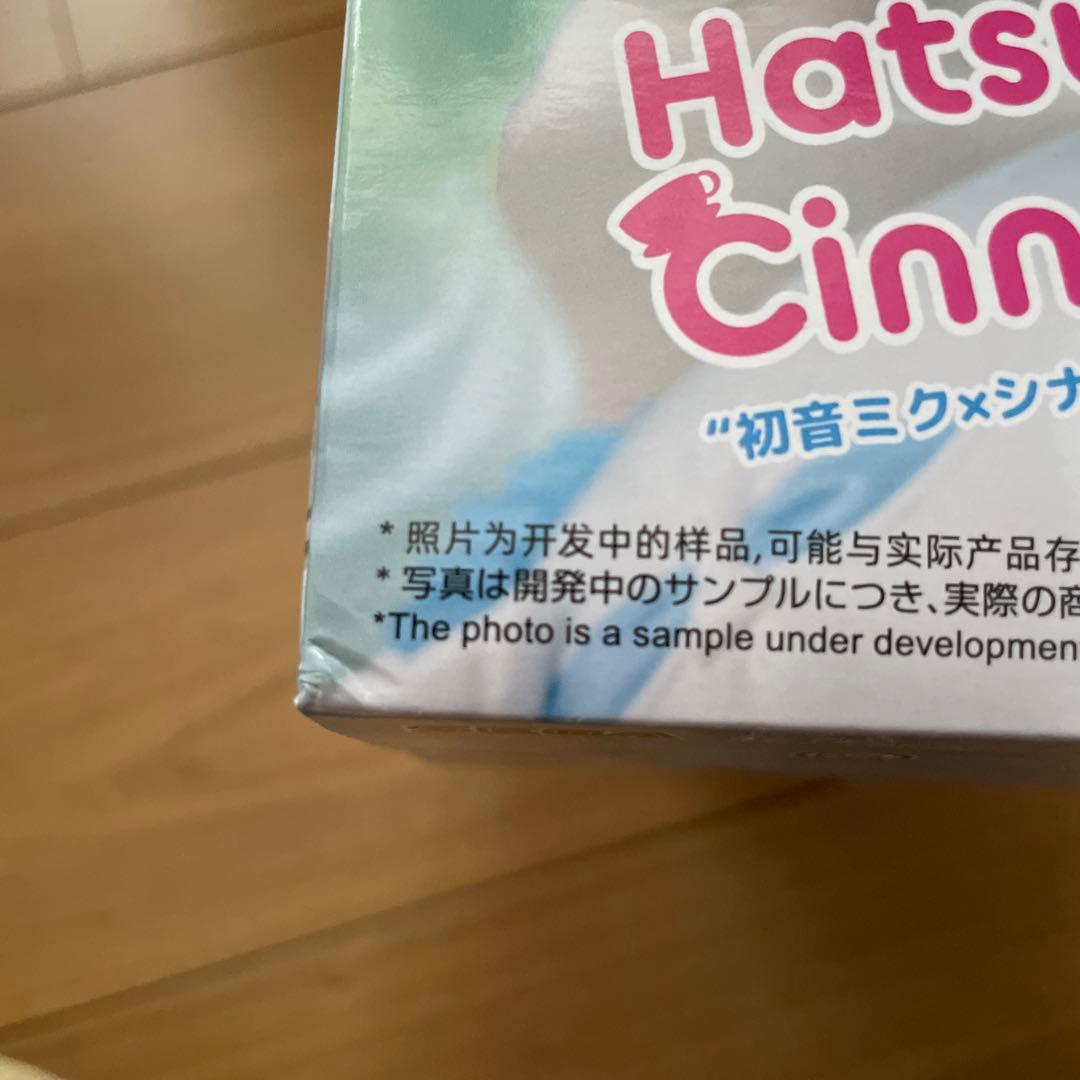 Hatsu
Cinn
“初音ミク×シナ
* 照片为开发中的样品,可能与实际产品存
* 写真は開発中のサンプルにつき、実際の商
*The photo is a sample under developmen